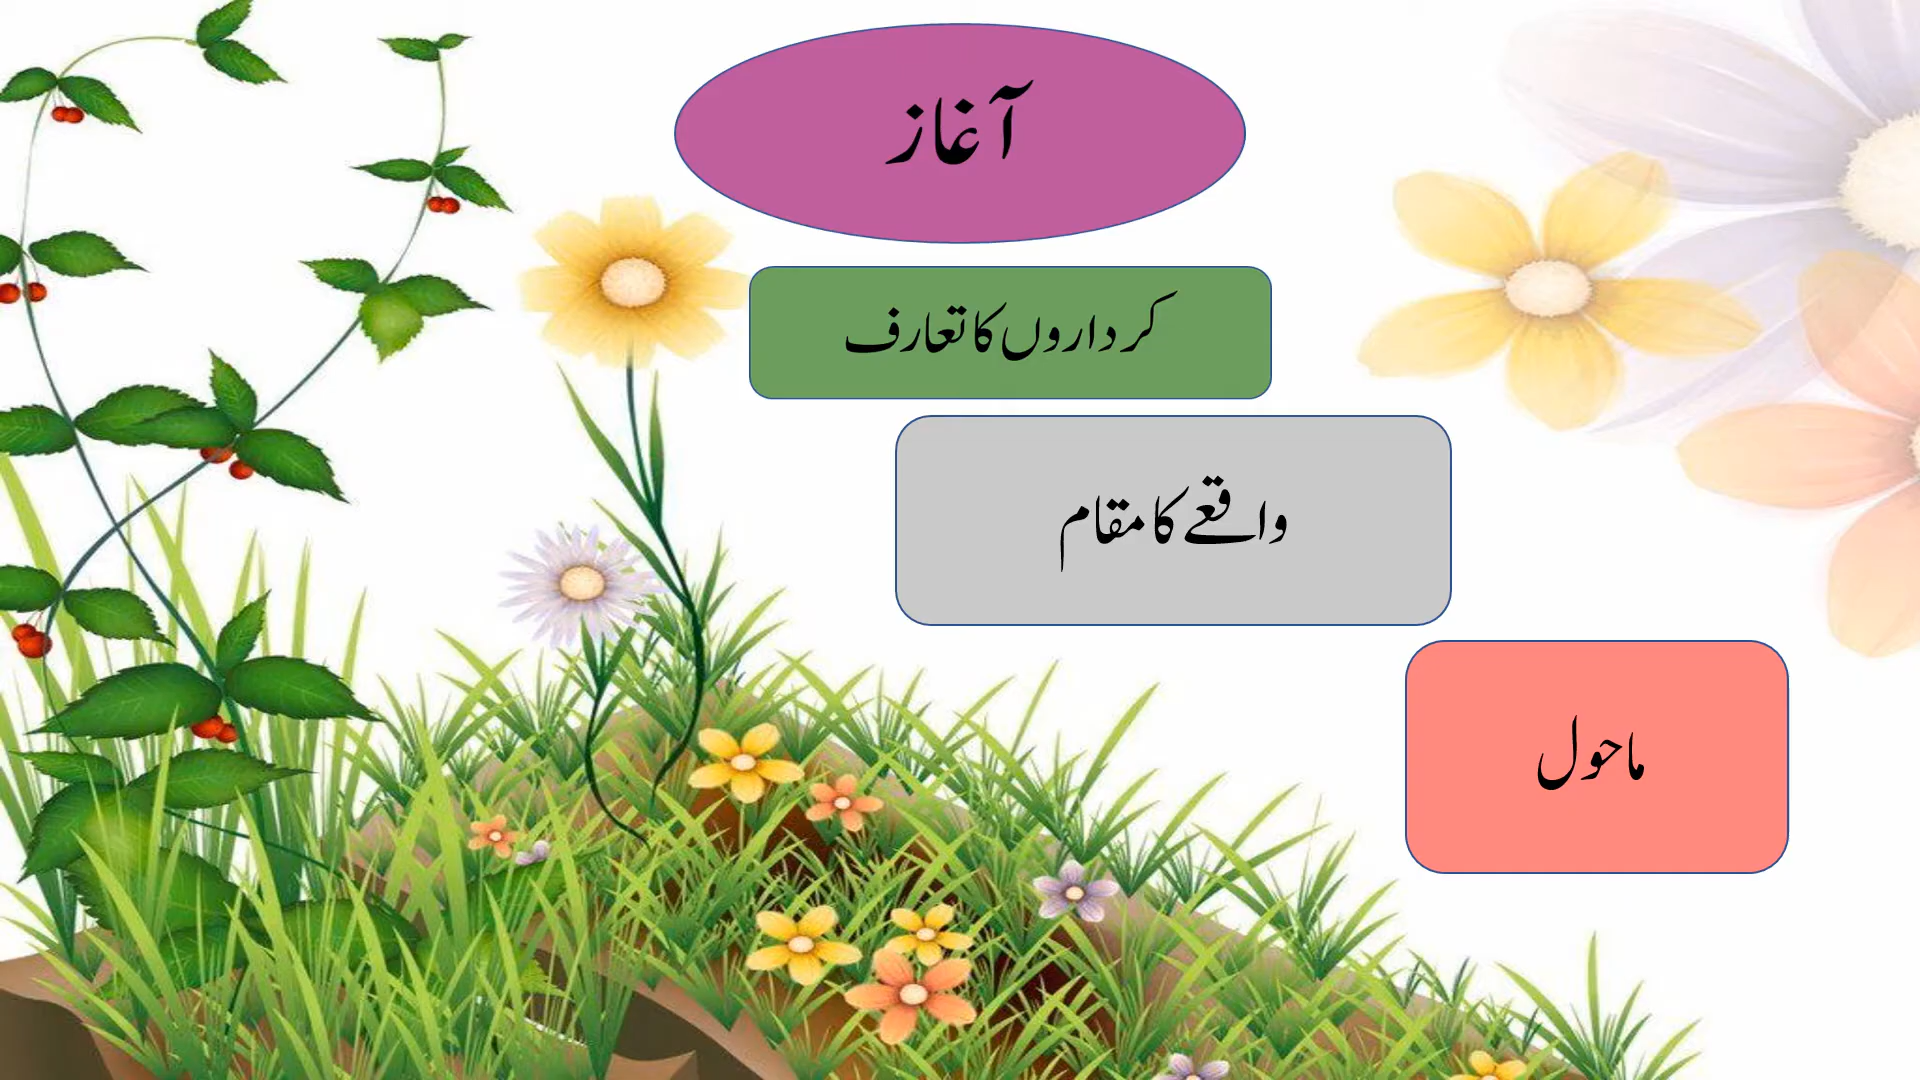 آغاز
کرداروں کا تعارف
واقعے کا مقام
ماحول